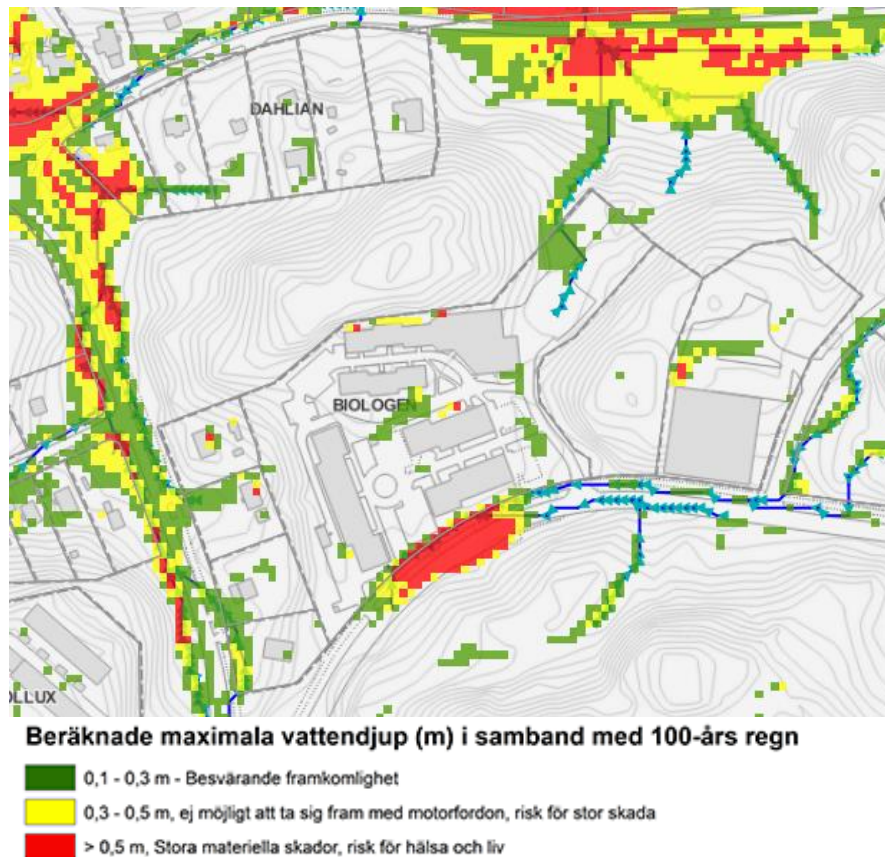 DAHLIAN
BIOLOGEN
OLLUX
Beräknade maximala vattendjup (m) i samband med 100-års regn
0,1 - 0,3 m - Besvärande framkomlighet
0,3 - 0,5 m, ej möjligt att ta sig fram med motorfordon, risk för stor skada
> 0,5 m, Stora materiella skador, risk för hälsa och liv